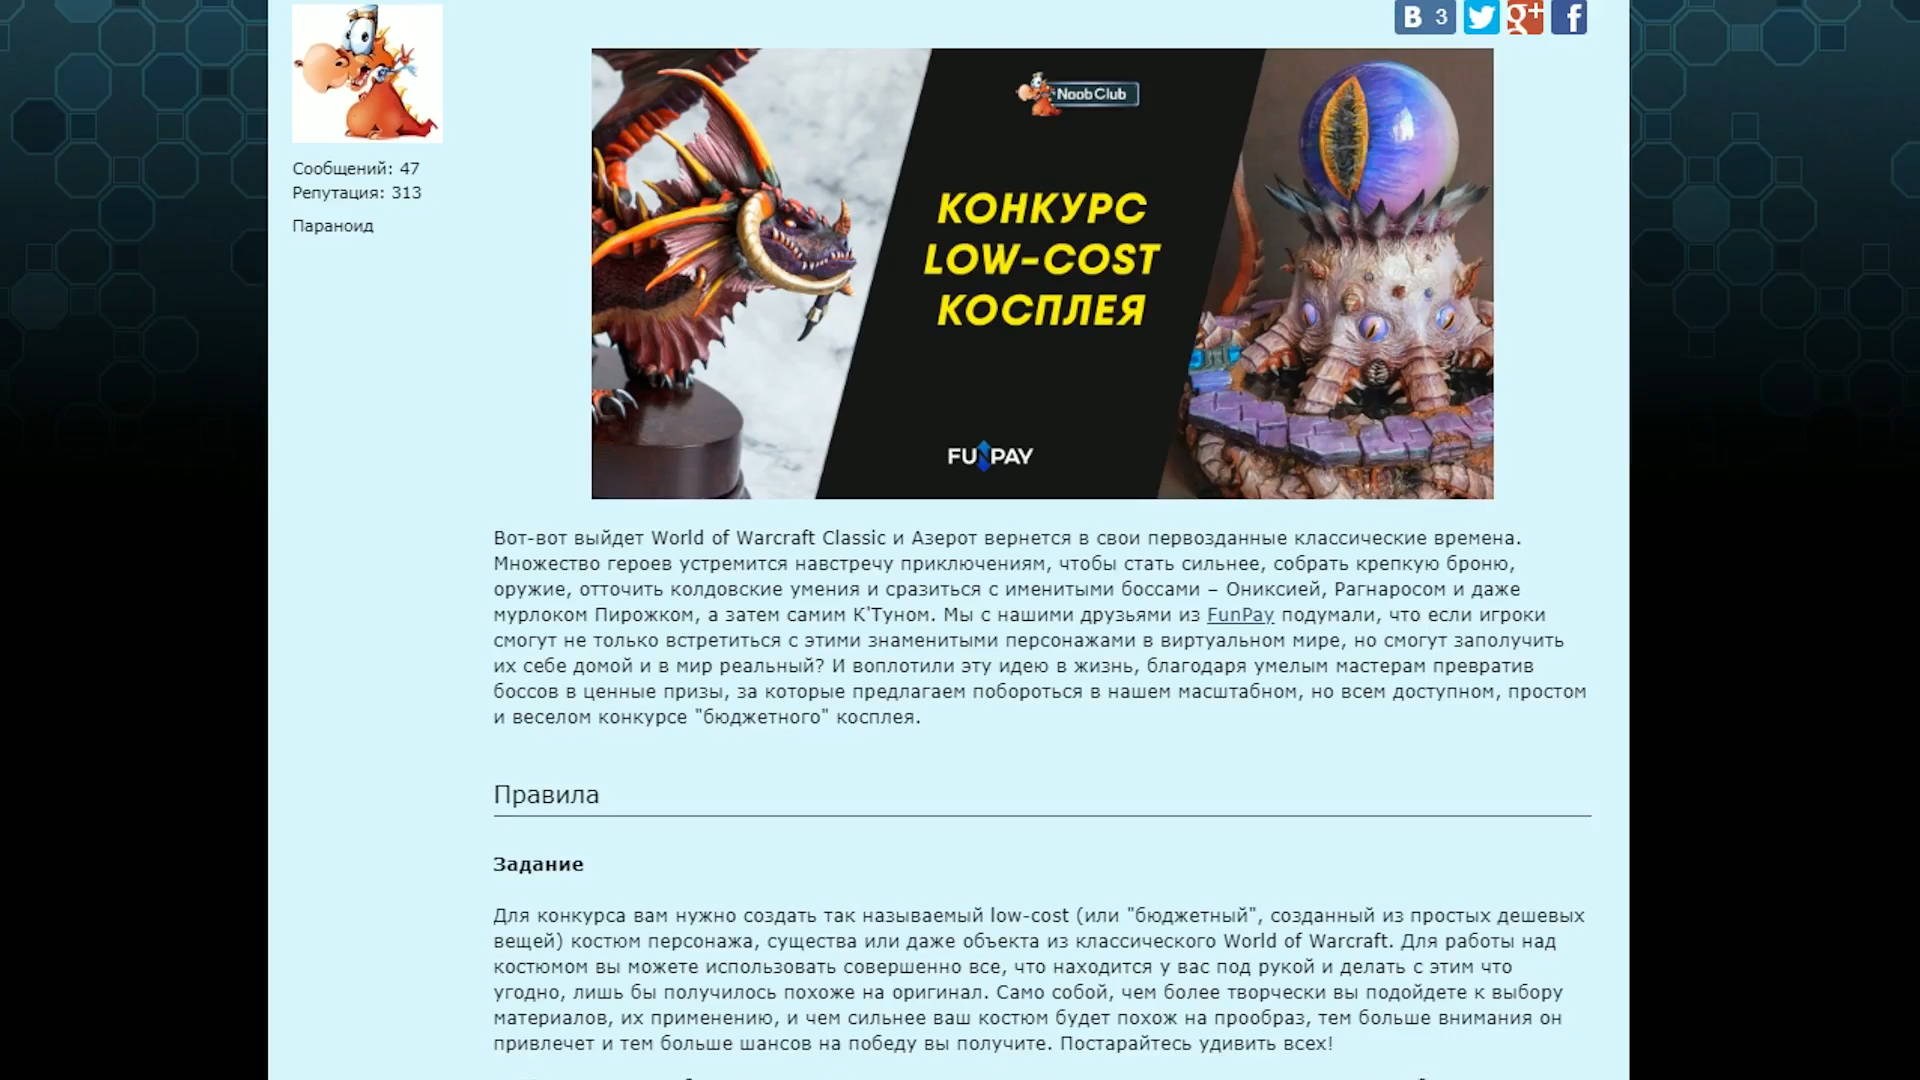 B 3
g+
f
NoobClub
КОНКУРС
LOW-COST
КОСПЛЕЯ
FUNPAY
Сообщений: 47
Репутация: 313
Параноид
Вот-вот выйдет World of Warcraft Classic и Азерот вернется в свои первозданные классические времена.
Множество героев устремится навстречу приключениям, чтобы стать сильнее, собрать крепкую броню,
оружие, отточить колдовские умения и сразиться с именитыми боссами – Ониксией, Рагнаросом и даже
мурлоком Пирожком, а затем самим К'Туном. Мы с нашими друзьями из FunPay подумали, что если игроки
смогут не только встретиться с этими знаменитыми персонажами в виртуальном мире, но смогут заполучить
их себе домой и в мир реальный? И воплотили эту идею в жизнь, благодаря умелым мастерам превратив
боссов в ценные призы, за которые предлагаем побороться в нашем масштабном, но всем доступном, простом
и веселом конкурсе "бюджетного" косплея.
Правила
Задание
Для конкурса вам нужно создать так называемый low-cost (или "бюджетный", созданный из простых дешевых
вещей) костюм персонажа, существа или даже объекта из классического World of Warcraft. Для работы над
костюмом вы можете использовать совершенно все, что находится у вас под рукой и делать с этим что
угодно, лишь бы получилось похоже на оригинал. Само собой, чем более творчески вы подойдете к выбору
материалов, их применению, и чем сильнее ваш костюм будет похож на прообраз, тем больше внимания он
привлечет и тем больше шансов на победу вы получите. Постарайтесь удивить всех!